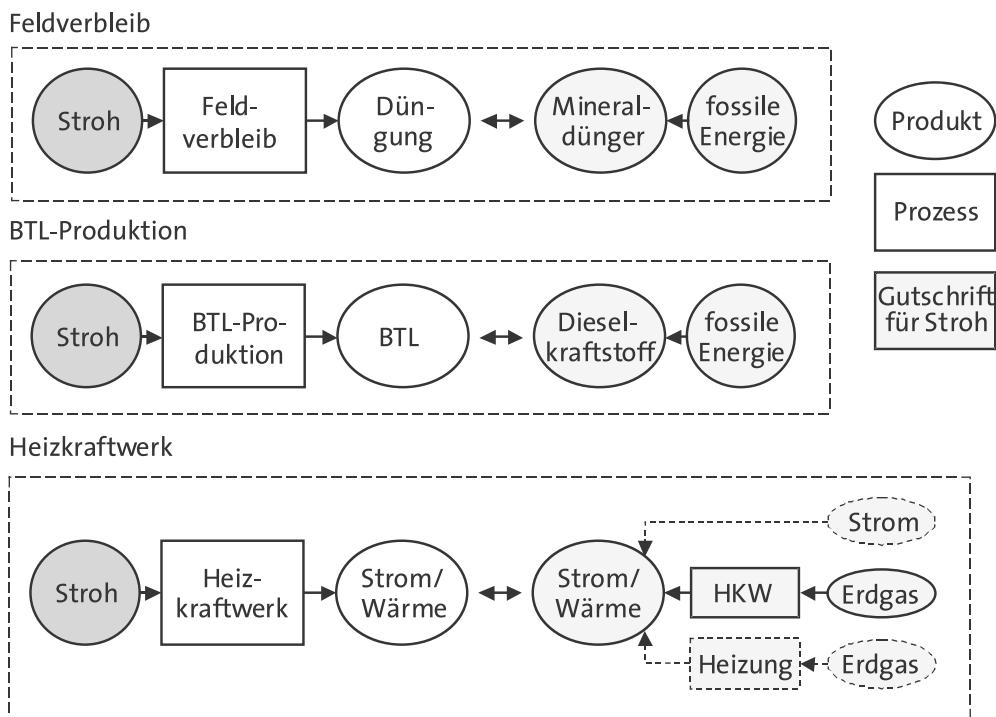 Feldverbleib
Stroh
Feld-
verbleib
Dün-
gung
Mineral-
dünger
fossile
Energie
Produkt
Prozess
Gutschrift
für Stroh
BTL-Produktion
Stroh
BTL-Pro-
duktion
BTL
Diesel-
kraftstoff
fossile
Energie
Heizkraftwerk
Stroh
Heiz-
kraftwerk
Strom/
Wärme
Strom/
Wärme
Strom
HKW
Erdgas
Heizung
Erdgas